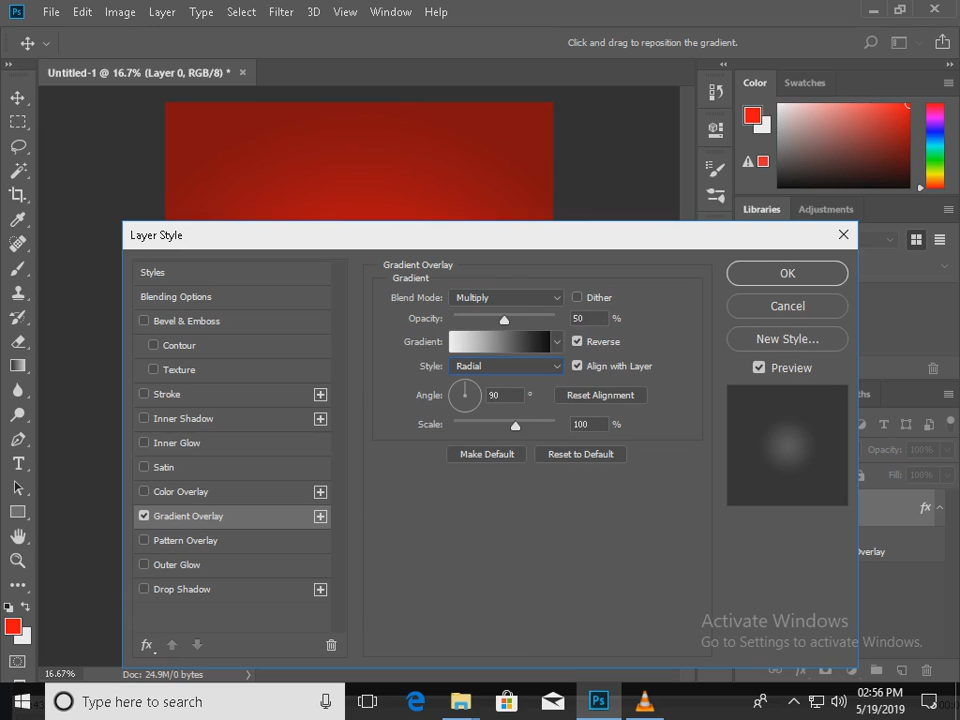 Ps File Edit Image Layer Type Select Filter 3D View Window Help
Click and drag to reposition the gradient.
Untitled-1 @ 16.7% (Layer 0, RGB/8) *
Color Swatches
Libraries Adjustments
Layer Style
Styles
Blending Options
Bevel & Emboss
Contour
Texture
Stroke
Inner Shadow
Inner Glow
Satin
Color Overlay
Gradient Overlay
Pattern Overlay
Outer Glow
Drop Shadow
fx
Gradient Overlay
Gradient
Blend Mode: Multiply Dither
Opacity: 50 %
Gradient: Reverse
Style: Radial Align with Layer
Angle: 90 ° Reset Alignment
Scale: 100 %
Make Default Reset to Default
OK
Cancel
New Style...
Preview
ths
Opacity: 100%
Fill: 100%
fx
Overlay
Activate Windows
Go to Settings to activate Windows.
16.67% Doc: 24.9M/0 bytes
Type here to search
Ps
02:56 PM
5/19/2019